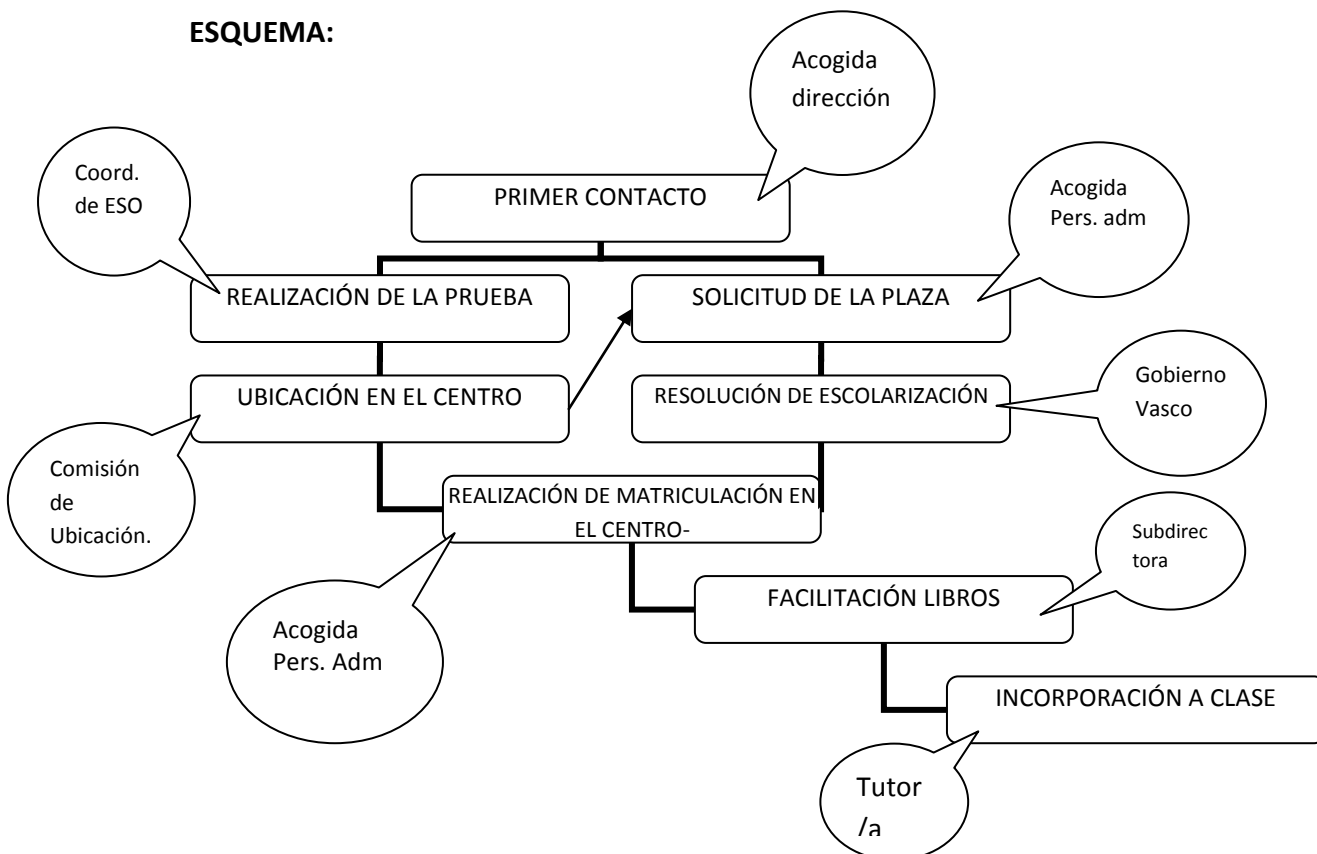 ESQUEMA:
Acogida
dirección
Coord.
de ESO
PRIMER CONTACTO
Acogida
Pers. adm
REALIZACIÓN DE LA PRUEBA
SOLICITUD DE LA PLAZA
UBICACIÓN EN EL CENTRO
RESOLUCIÓN DE ESCOLARIZACIÓN
Gobierno
Vasco
Comisión
de
Ubicación.
REALIZACIÓN DE MATRICULACIÓN EN
EL CENTRO-
Subdirec
tora
FACILITACIÓN LIBROS
Acogida
Pers. Adm
INCORPORACIÓN A CLASE
Tutor
/a